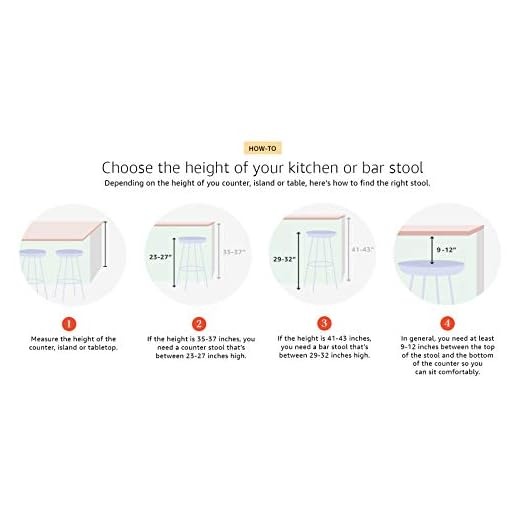 HOW-TO
Choose the height of your kitchen or bar stool
Depending on the height of you counter, island or table, here's how to find the right stool.
23-27"
35-37"
29-32"
41-43"
9-12"
1
Measure the height of the
counter, island or tabletop.
2
If the height is 35-37 inches, you
need a counter stool that's
between 23-27 inches high.
3
If the height is 41-43 inches,
you need a bar stool that's
between 29-32 inches high.
4
In general, you need at least
9-12 inches between the top
of the stool and the bottom
of the counter so you
can sit comfortably.